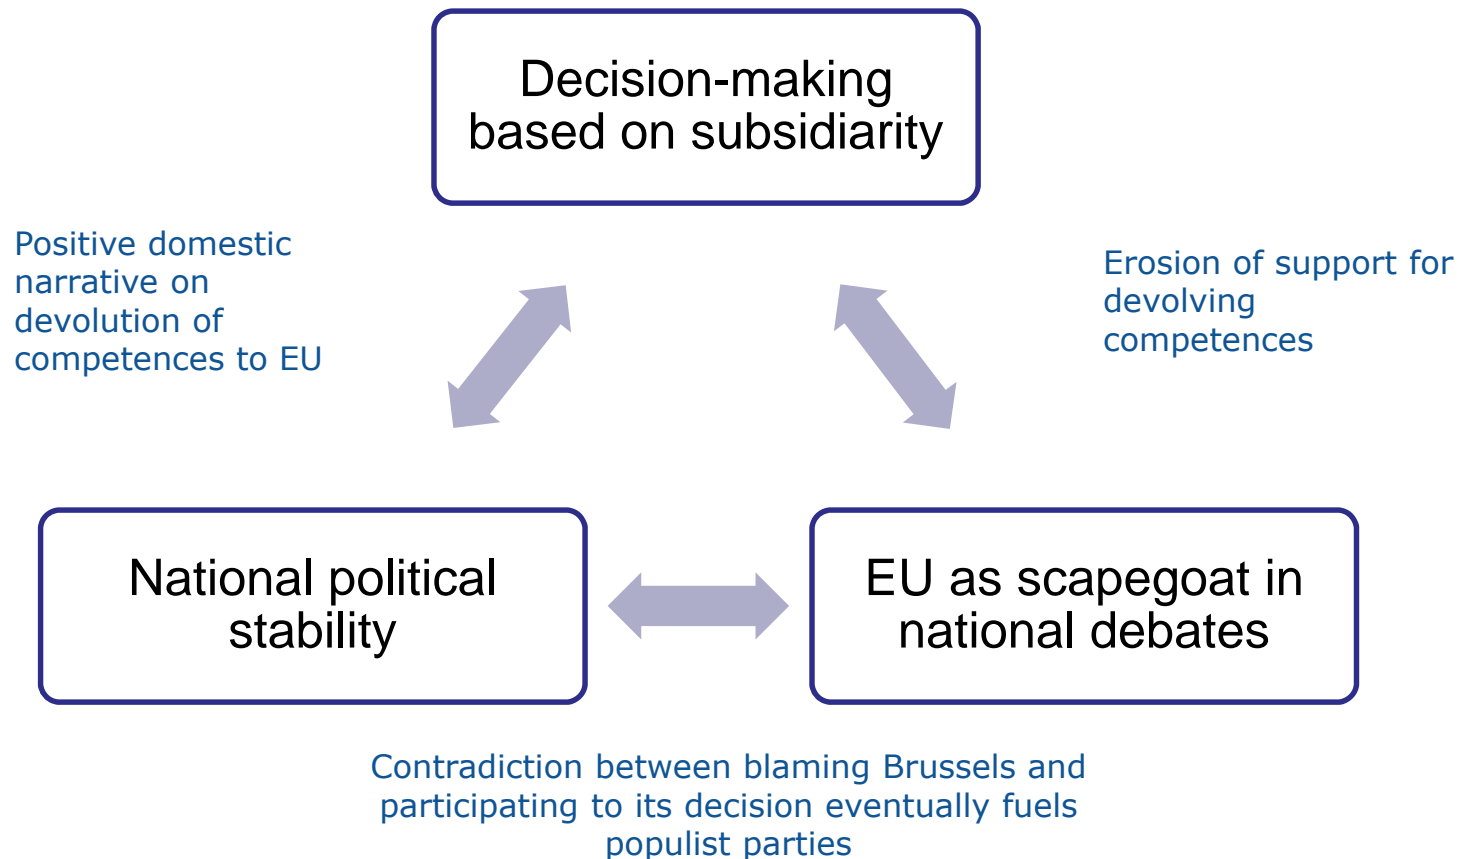 Decision-making
based on subsidiarity
Positive domestic
narrative on
devolution of
competences to EU
Erosion of support for
devolving
competences
National political
stability
EU as scapegoat in
national debates
Contradiction between blaming Brussels and
participating to its decision eventually fuels
populist parties